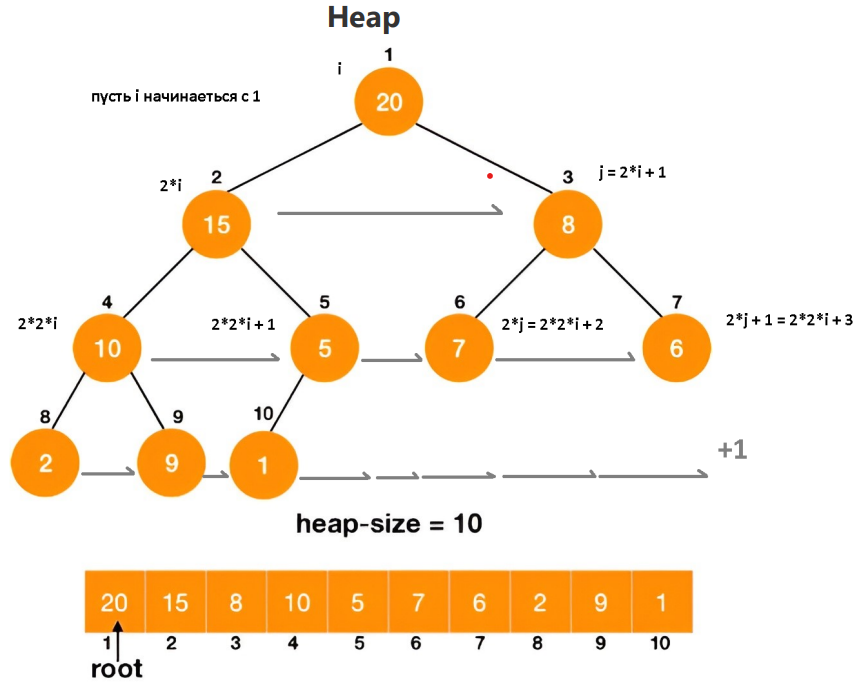 Heap
1
i
пусть i начинаеться с 1
20
2
3
j = 2*i + 1
2*i
15
8
4
5
6
7
2*2*i
2*2*i + 1
2*j = 2*2*i + 2
2*j + 1 = 2*2*i + 3
10
5
7
6
8
9
10
2
9
1
+1
heap-size = 10
20 15 8 10 5 7 6 2 9 1
1 2 3 4 5 6 7 8 9 10
root